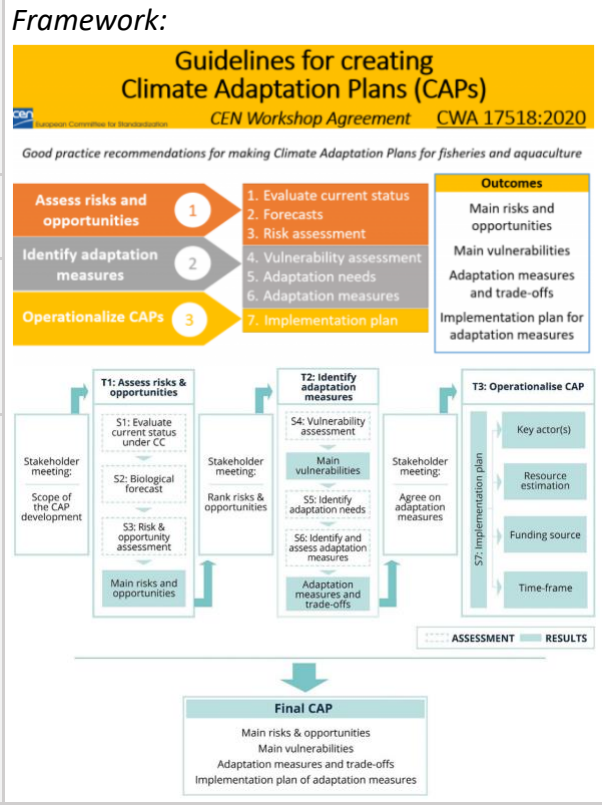 Framework:
Guidelines for creating
Climate Adaptation Plans (CAPs)
cen
European Committee for Standardization
CEN Workshop Agreement CWA 17518:2020
Good practice recommendations for making Climate Adaptation Plans for fisheries and aquaculture
Assess risks and
opportunities
1
1. Evaluate current status
2. Forecasts
3. Risk assessment
Identify adaptation
measures
2
4. Vulnerability assessment
5. Adaptation needs
6. Adaptation measures
Operationalize CAPs
3
7. Implementation plan
Outcomes
Main risks and
opportunities
Main vulnerabilities
Adaptation measures
and trade-offs
Implementation plan for
adaptation measures
Stakeholder
meeting:
Scope of
the CAP
development
T1: Assess risks &
opportunities
S1: Evaluate
current status
under CC
S2: Biological
forecast
S3: Risk &
opportunity
assessment
Main risks and
opportunities
Stakeholder
meeting:
Rank risks &
opportunities
T2: Identify
adaptation
measures
S4: Vulnerability
assessment
Main
vulnerabilities
S5: Identify
adaptation needs
S6: Identify and
assess adaptation
measures
Adaptation
measures and
trade-offs
Stakeholder
meeting:
Agree on
adaptation
measures
T3: Operationalise CAP
S7: Implementation plan
Key actor(s)
Resource
estimation
Funding source
Time-frame
ASSESSMENT
RESULTS
Final CAP
Main risks & opportunities
Main vulnerabilities
Adaptation measures and trade-offs
Implementation plan of adaptation measures